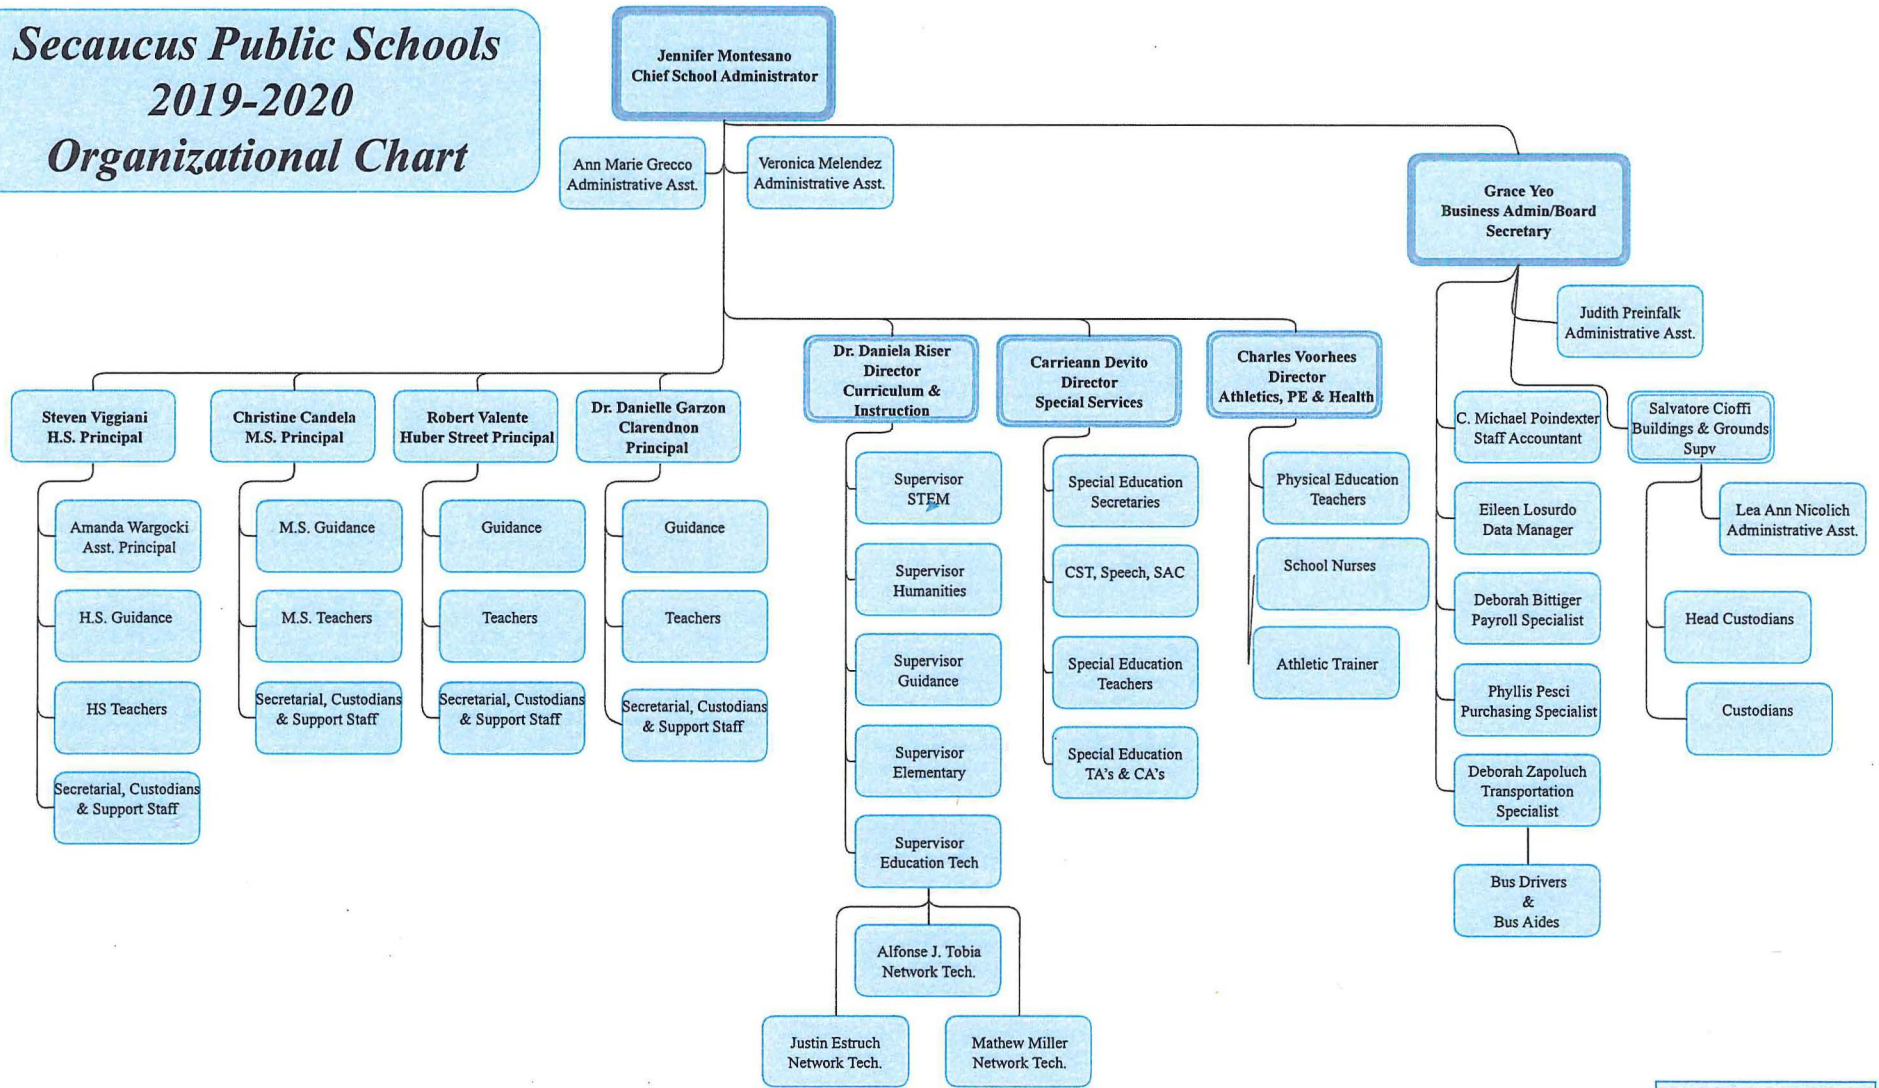 Secaucus Public Schools
2019-2020
Organizational Chart
Jennifer Montesano
Chief School Administrator
Ann Marie Grecco
Administrative Asst.
Veronica Melendez
Administrative Asst.
Grace Yeo
Business Admin/Board
Secretary
Judith Preinfalk
Administrative Asst.
Steven Viggiani
H.S. Principal
Christine Candela
M.S. Principal
Robert Valente
Huber Street Principal
Dr. Danielle Garzon
Clarendnon
Principal
Dr. Daniela Riser
Director
Curriculum &
Instruction
Carrieann Devito
Director
Special Services
Charles Voorhees
Director
Athletics, PE & Health
C. Michael Poindexter
Staff Accountant
Salvatore Cioffi
Buildings & Grounds
Supv
Amanda Wargocki
Asst. Principal
H.S. Guidance
HS Teachers
Secretarial, Custodians
& Support Staff
M.S. Guidance
M.S. Teachers
Secretarial, Custodians
& Support Staff
Guidance
Teachers
Secretarial, Custodians
& Support Staff
Guidance
Teachers
Secretarial, Custodians
& Support Staff
Supervisor
STEM
Supervisor
Humanities
Supervisor
Guidance
Supervisor
Elementary
Supervisor
Education Tech
Alfonse J. Tobia
Network Tech.
Justin Estruch
Network Tech.
Mathew Miller
Network Tech.
Special Education
Secretaries
CST, Speech, SAC
Special Education
Teachers
Special Education
TA's & CA's
Physical Education
Teachers
School Nurses
Athletic Trainer
Eileen Losurdo
Data Manager
Deborah Bittiger
Payroll Specialist
Phyllis Pesci
Purchasing Specialist
Deborah Zapoluch
Transportation
Specialist
Bus Drivers
&
Bus Aides
Lea Ann Nicolich
Administrative Asst.
Head Custodians
Custodians